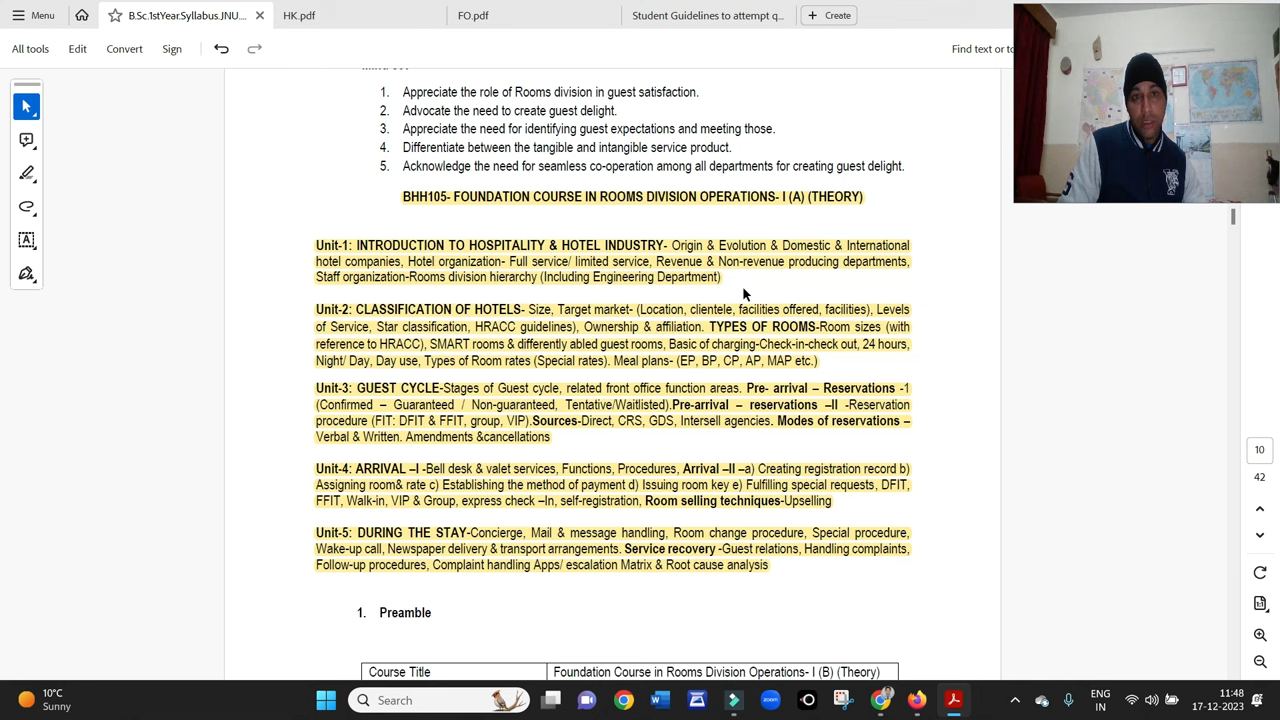 Menu
B.Sc.1stYear.Syllabus.JNU....
HK.pdf
FO.pdf
Student Guidelines to attempt q...
Create
All tools
Edit
Convert
Sign
Find text or to
1. Appreciate the role of Rooms division in guest satisfaction.
2. Advocate the need to create guest delight.
3. Appreciate the need for identifying guest expectations and meeting those.
4. Differentiate between the tangible and intangible service product.
5. Acknowledge the need for seamless co-operation among all departments for creating guest delight.
BHH105- FOUNDATION COURSE IN ROOMS DIVISION OPERATIONS- I (A) (THEORY)
Unit-1: INTRODUCTION TO HOSPITALITY & HOTEL INDUSTRY- Origin & Evolution & Domestic & International
hotel companies, Hotel organization- Full service/ limited service, Revenue & Non-revenue producing departments,
Staff organization-Rooms division hierarchy (Including Engineering Department)
Unit-2: CLASSIFICATION OF HOTELS- Size, Target market- (Location, clientele, facilities offered, facilities), Levels
of Service, Star classification, HRACC guidelines), Ownership & affiliation. TYPES OF ROOMS-Room sizes (with
reference to HRACC), SMART rooms & differently abled guest rooms, Basic of charging-Check-in-check out, 24 hours,
Night/ Day, Day use, Types of Room rates (Special rates). Meal plans- (EP, BP, CP, AP, MAP etc.)
Unit-3: GUEST CYCLE-Stages of Guest cycle, related front office function areas. Pre- arrival – Reservations -1
(Confirmed – Guaranteed / Non-guaranteed, Tentative/Waitlisted).Pre-arrival – reservations –II -Reservation
procedure (FIT: DFIT & FFIT, group, VIP).Sources-Direct, CRS, GDS, Intersell agencies. Modes of reservations –
Verbal & Written. Amendments &cancellations
Unit-4: ARRIVAL –I -Bell desk & valet services, Functions, Procedures, Arrival –II –a) Creating registration record b)
Assigning room& rate c) Establishing the method of payment d) Issuing room key e) Fulfilling special requests, DFIT,
FFIT, Walk-in, VIP & Group, express check –In, self-registration, Room selling techniques-Upselling
Unit-5: DURING THE STAY-Concierge, Mail & message handling, Room change procedure, Special procedure,
Wake-up call, Newspaper delivery & transport arrangements. Service recovery -Guest relations, Handling complaints,
Follow-up procedures, Complaint handling Apps/ escalation Matrix & Root cause analysis
1. Preamble
Course Title
Foundation Course in Rooms Division Operations- I (B) (Theory)
10
42
10°C
Sunny
Search
zoom
ENG
IN
11:48
17-12-2023